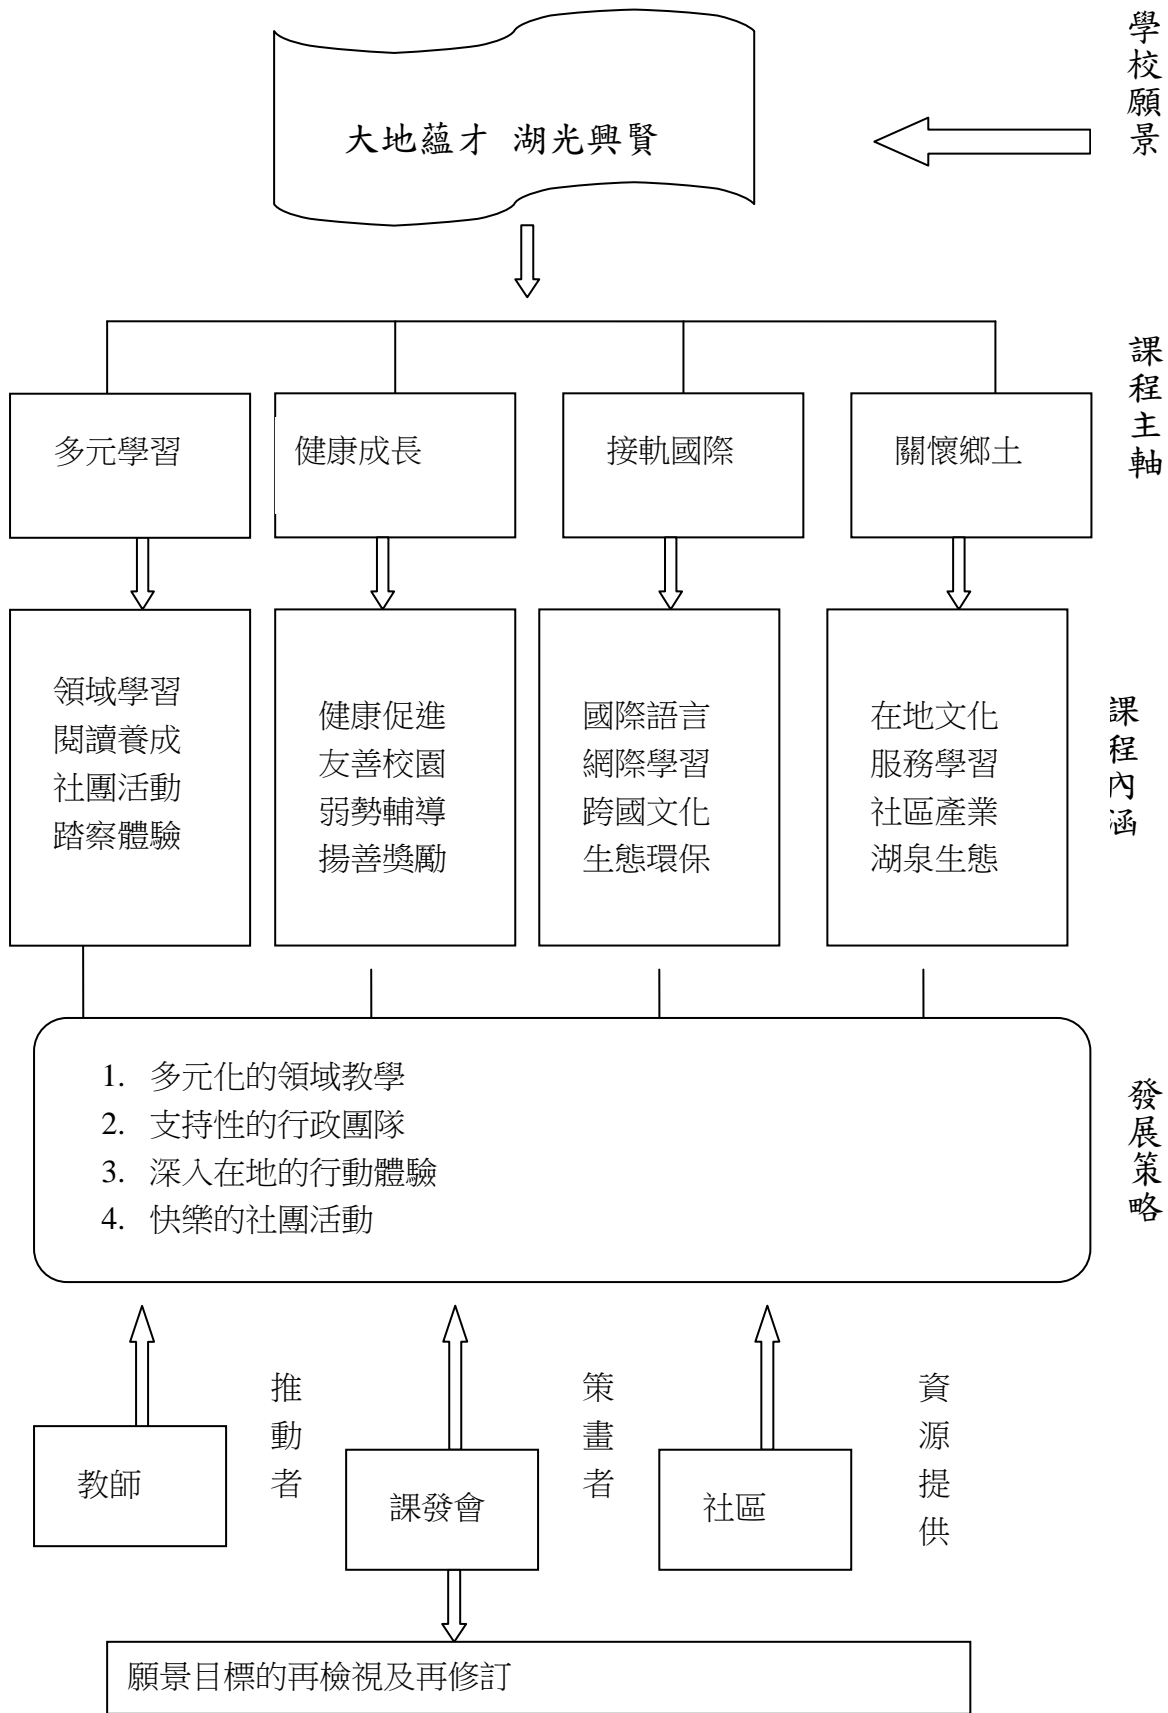 學校願景
大地蘊才 湖光興賢
課程主軸
多元學習
健康成長
接軌國際
關懷鄉土
課程內涵
領域學習
閱讀養成
社團活動
踏察體驗
健康促進
友善校園
弱勢輔導
揚善獎勵
國際語言
網際學習
跨國文化
生態環保
在地文化
服務學習
社區產業
湖泉生態
發展策略
1. 多元化的領域教學
2. 支持性的行政團隊
3. 深入在地的行動體驗
4. 快樂的社團活動
教師
推動者
課發會
策畫者
社區
資源提供
願景目標的再檢視及再修訂